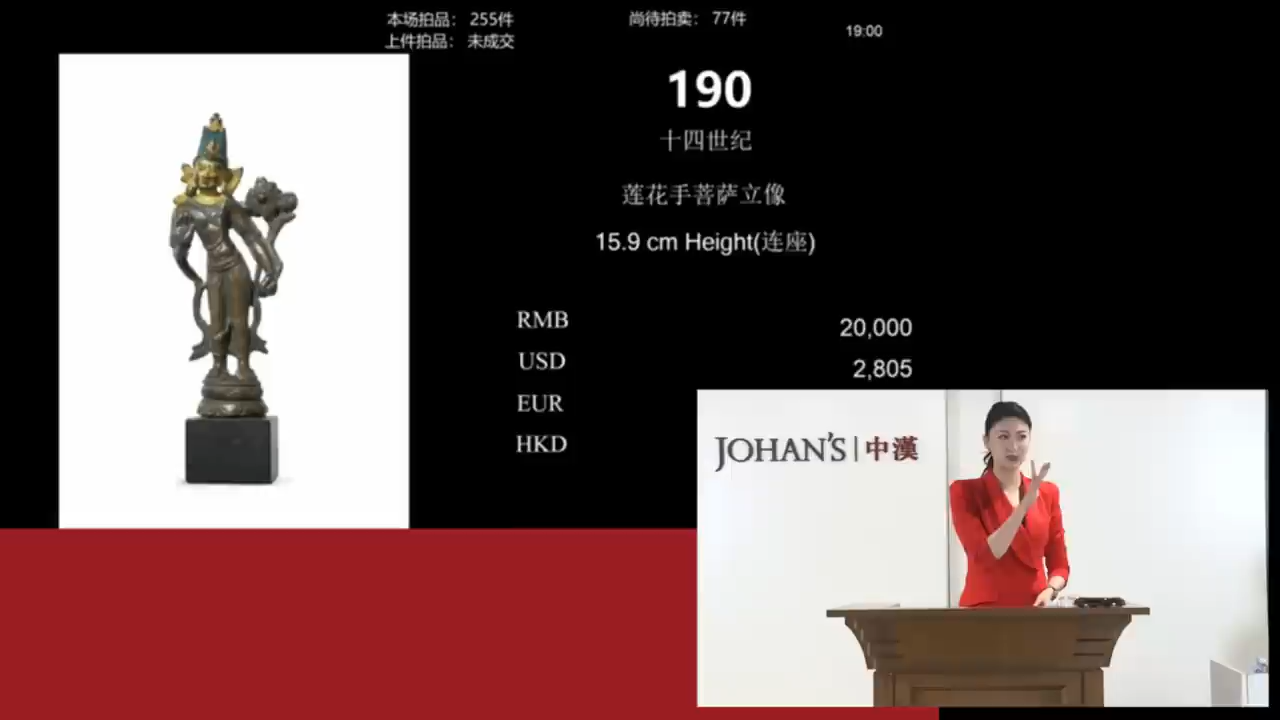 本场拍品： 255件
尚待拍卖： 77件
19:00
上件拍品： 未成交
190
十四世纪
莲花手菩萨立像
15.9 cm Height(连座)
RMB 20,000
USD 2,805
EUR
HKD
JOHAN'S | 中漢